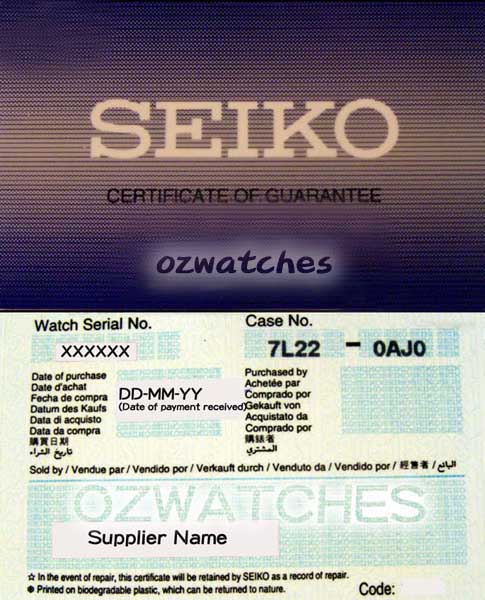 SEIKO
CERTIFICATE OF GUARANTEE
ozwatches
Watch Serial No.
Case No.
XXXXXX
7L22 - 0AJ0
Date of purchase
Date d'achat
Fecha de compra
Datum des Kaufs
Data di acquisto
Data da compra
購買日期
تاريخ الشراء
DD-MM-YY
(Date of payment received)
Purchased by
Achetée par
Comprado por
Gekauft von
Acquistato da
Comprado por
購銥者
المشتري
Sold by / Vendue par / Vendido por / Verkauft durch / Venduto da / Vendido por / 經售者 / البائع
OZWATCHES
Supplier Name
☆ In the event of repair, this certificate will be retained by SEIKO as a record of repair.
✽ Printed on biodegradable plastic, which can be returned to nature.
Code: